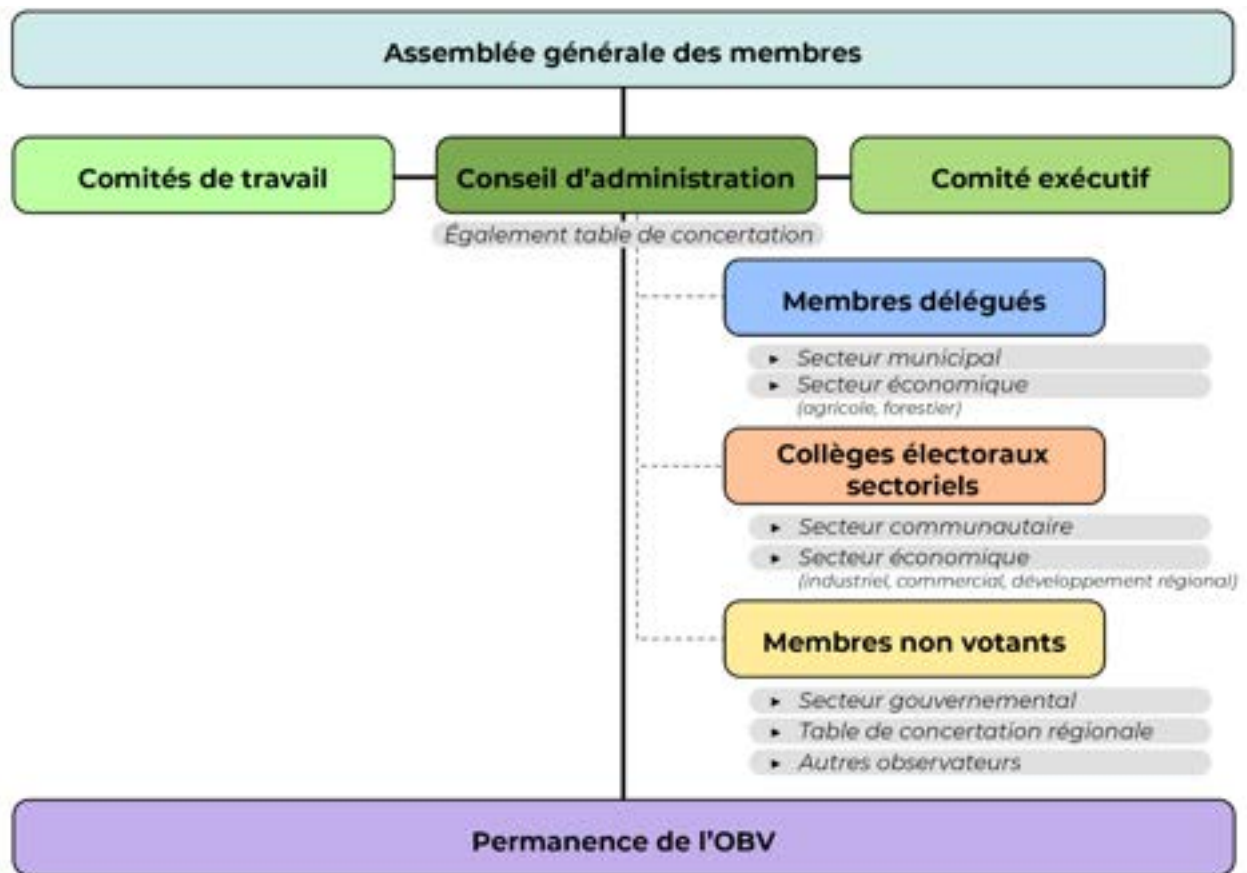 Assemblée générale des membres
Comités de travail
Conseil d'administration
Comité exécutif
Également table de concertation
Membres délégués
▸ Secteur municipal
▸ Secteur économique
(agricole, forestier)
Collèges électoraux
sectoriels
▸ Secteur communautaire
▸ Secteur économique
(industriel, commercial, développement régional)
Membres non votants
▸ Secteur gouvernemental
▸ Table de concertation régionale
▸ Autres observateurs
Permanence de l'OBV